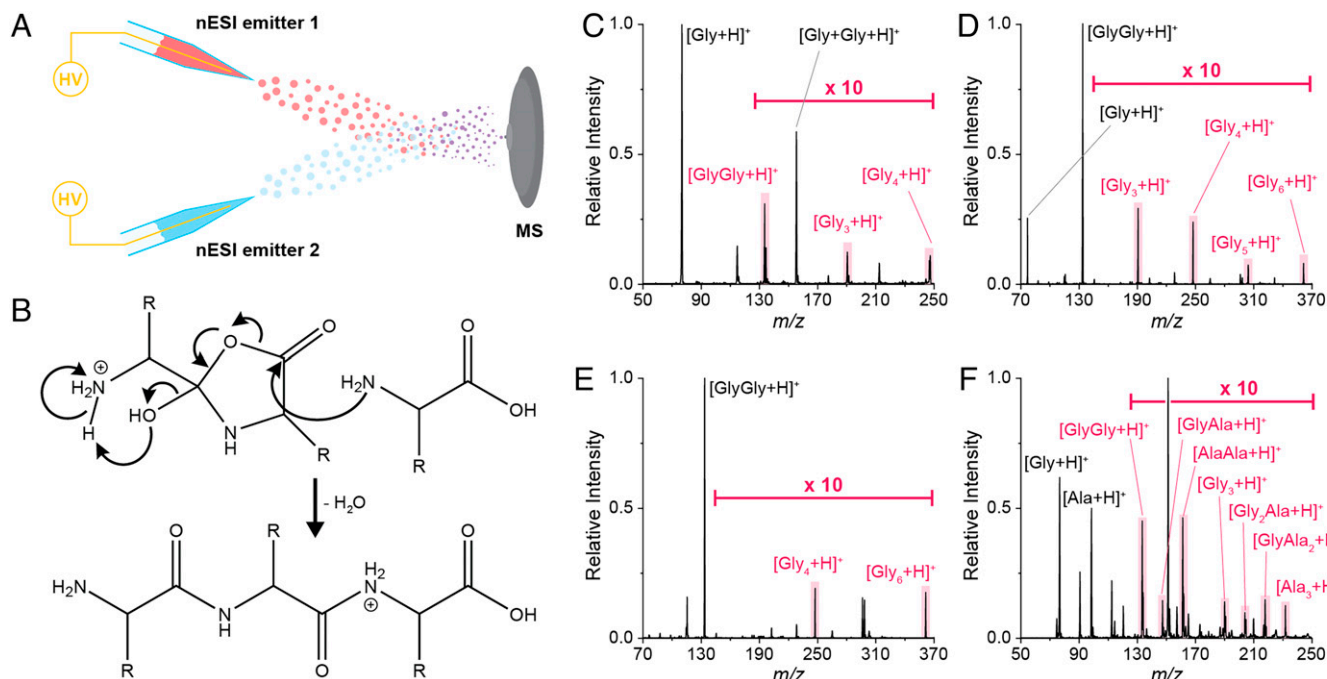 A
nESI emitter 1
HV
HV
nESI emitter 2
MS
B
R
⊕
H₂N
H
HO
O
O
N
H
R
H₂N
O
OH
R
- H₂O
H₂N
O
R
N
H
O
R
H₂
N
⊕
O
OH
R
R
C
[Gly+H]⁺
[Gly+Gly+H]⁺
x 10
[GlyGly+H]⁺
[Gly₃+H]⁺
[Gly₄+H]⁺
Relative Intensity
1.0
0.5
0.0
50 90 130 170 210 250
m/z
D
[GlyGly+H]⁺
x 10
[Gly+H]⁺
[Gly₄+H]⁺
[Gly₃+H]⁺
[Gly₆+H]⁺
[Gly₅+H]⁺
Relative Intensity
1.0
0.5
0.0
70 130 190 250 310 370
m/z
E
[GlyGly+H]⁺
x 10
[Gly₄+H]⁺
[Gly₆+H]⁺
Relative Intensity
1.0
0.5
0.0
70 130 190 250 310 370
m/z
F
x 10
[GlyGly+H]⁺
[GlyAla+H]⁺
[AlaAla+H]⁺
[Gly+H]⁺
[Ala+H]⁺
[Gly₃+H]⁺
[Gly₂Ala+H]⁺
[GlyAla₂+H
[Ala₃+H
Relative Intensity
1.0
0.5
0.0
50 90 130 170 210 250
m/z